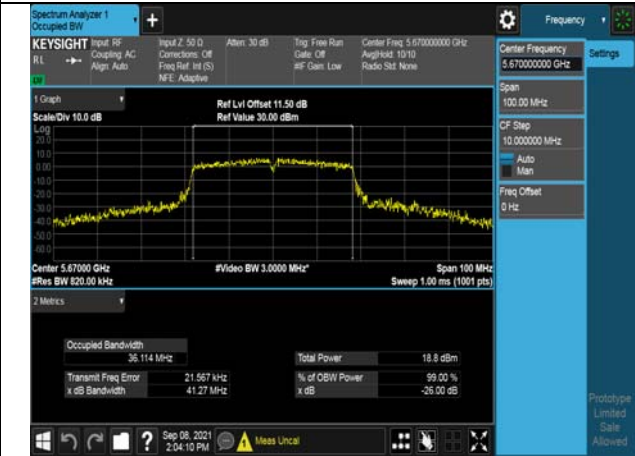 Spectrum Analyzer 1
Occupied BW
+
Frequency
KEYSIGHT
Input: RF
Coupling: AC
Align: Auto
Input Z: 50 Ω
Corrections: Off
Freq Ref: Int (S)
NFE: Adaptive
Atten: 30 dB
Trig: Free Run
Gate: Off
#IF Gain: Low
Center Freq: 5.670000000 GHz
Avg|Hold: 10/10
Radio Std: None
RL
Center Frequency
5.670000000 GHz
Settings
Span
100.00 MHz
CF Step
10.000000 MHz
Auto
Man
Freq Offset
0 Hz
1 Graph
Scale/Div 10.0 dB
Ref Lvl Offset 11.50 dB
Ref Value 30.00 dBm
Log
20.0
10.0
0.00
-10.0
-20.0
-30.0
-40.0
-50.0
-60.0
Center 5.67000 GHz
#Res BW 820.00 kHz
#Video BW 3.0000 MHz*
Span 100 MHz
Sweep 1.00 ms (1001 pts)
2 Metrics
Occupied Bandwidth
36.114 MHz
Total Power 18.8 dBm
Transmit Freq Error 21.567 kHz
% of OBW Power 99.00 %
x dB Bandwidth 41.27 MHz
x dB -26.00 dB
Prototype
Limited
Sale
Allowed
?
Sep 08, 2021
2:04:10 PM
Meas Uncal